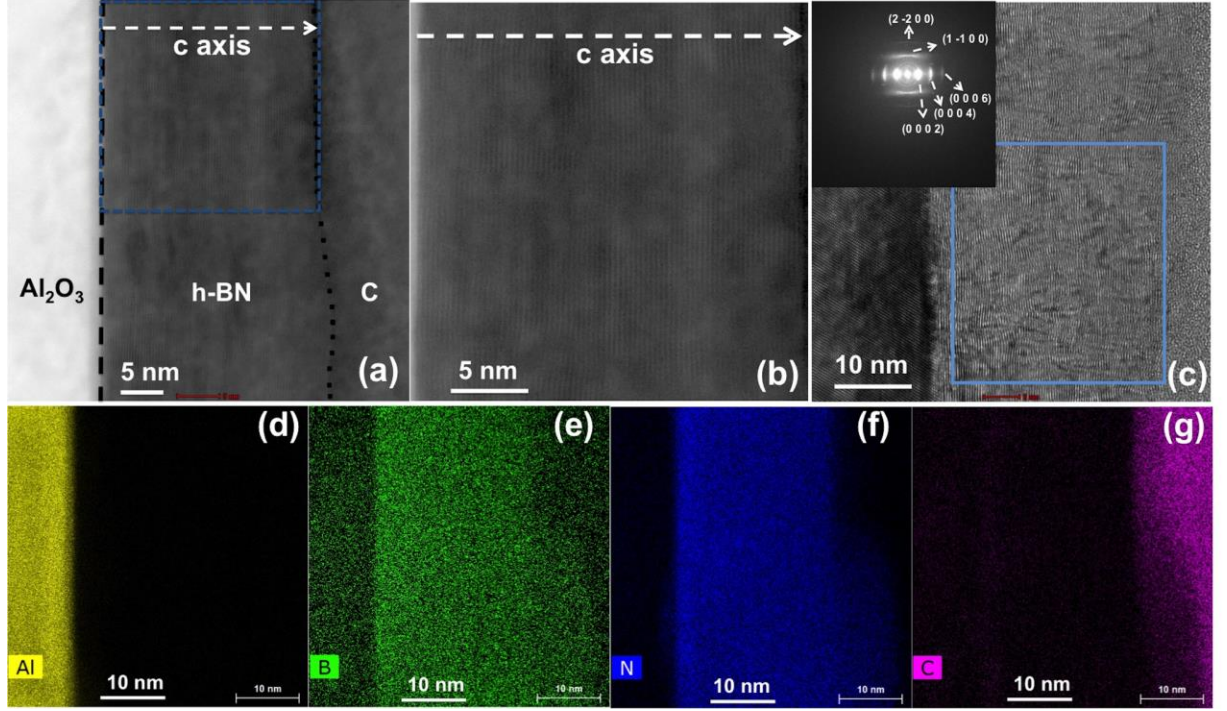 c axis
Al₂O₃
h-BN
C
5 nm
(a)
c axis
5 nm
(b)
(2 -2 0 0)
(1 -1 0 0)
(0 0 0 6)
(0 0 0 4)
(0 0 0 2)
10 nm
(c)
(d)
Al
10 nm
10 nm
(e)
B
10 nm
10 nm
(f)
N
10 nm
10 nm
(g)
C
10 nm
10 nm